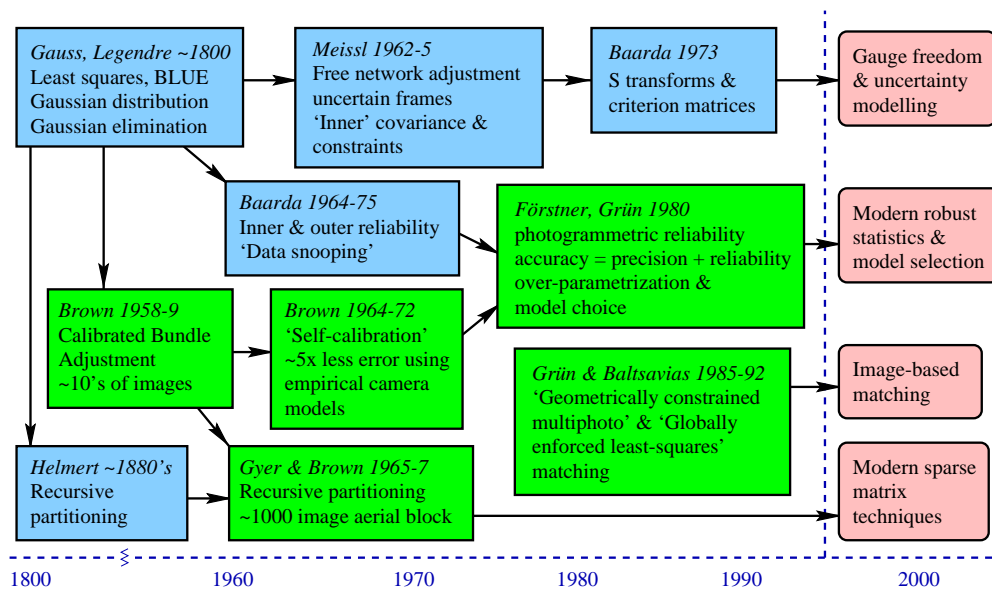 Gauss, Legendre ~1800
Least squares, BLUE
Gaussian distribution
Gaussian elimination
Meissl 1962-5
Free network adjustment
uncertain frames
‘Inner’ covariance &
constraints
Baarda 1973
S transforms &
criterion matrices
Gauge freedom
& uncertainty
modelling
Baarda 1964-75
Inner & outer reliability
‘Data snooping’
Förstner, Grün 1980
photogrammetric reliability
accuracy = precision + reliability
over-parametrization &
model choice
Modern robust
statistics &
model selection
Brown 1958-9
Calibrated Bundle
Adjustment
~10’s of images
Brown 1964-72
‘Self-calibration’
~5x less error using
empirical camera
models
Grün & Baltsavias 1985-92
‘Geometrically constrained
multiphoto’ & ‘Globally
enforced least-squares’
matching
Image-based
matching
Helmert ~1880’s
Recursive
partitioning
Gyer & Brown 1965-7
Recursive partitioning
~1000 image aerial block
Modern sparse
matrix
techniques
1800 1960 1970 1980 1990 2000